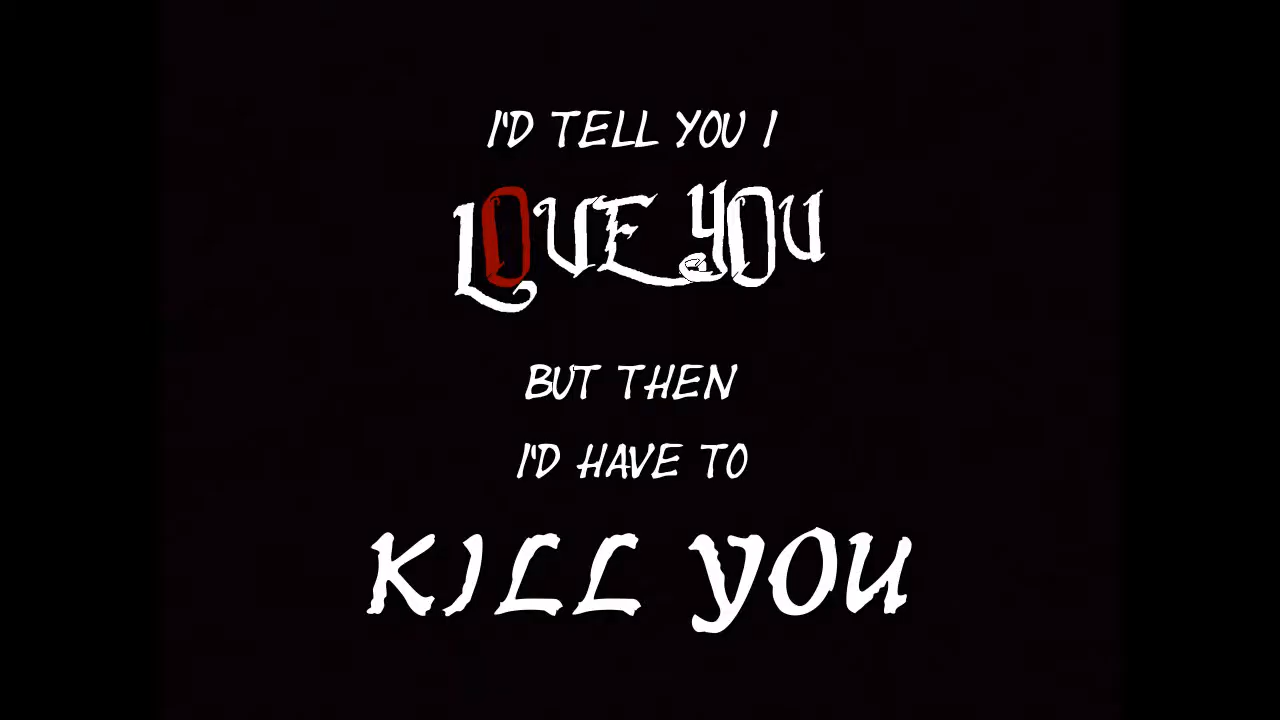 I'D TELL YOU I
LOVE YOU
BUT THEN
I'D HAVE TO
KILL YOU